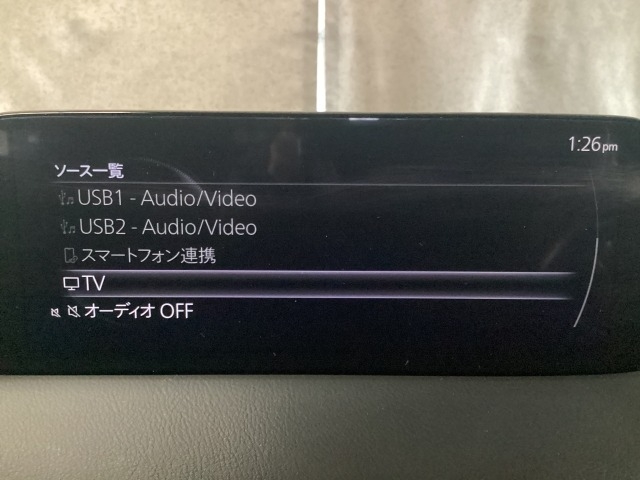 1:26pm
ソース一覧
USB1 - Audio/Video
USB2 - Audio/Video
スマートフォン連携
TV
オーディオ OFF